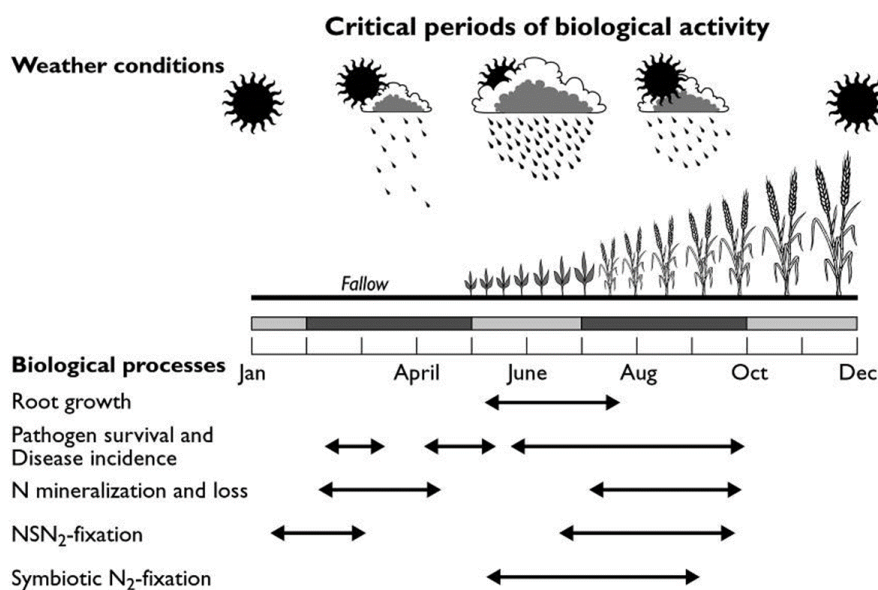 Critical periods of biological activity
Weather conditions
Fallow
Biological processes
Jan April June Aug Oct Dec
Root growth
Pathogen survival and
Disease incidence
N mineralization and loss
NSN₂-fixation
Symbiotic N₂-fixation